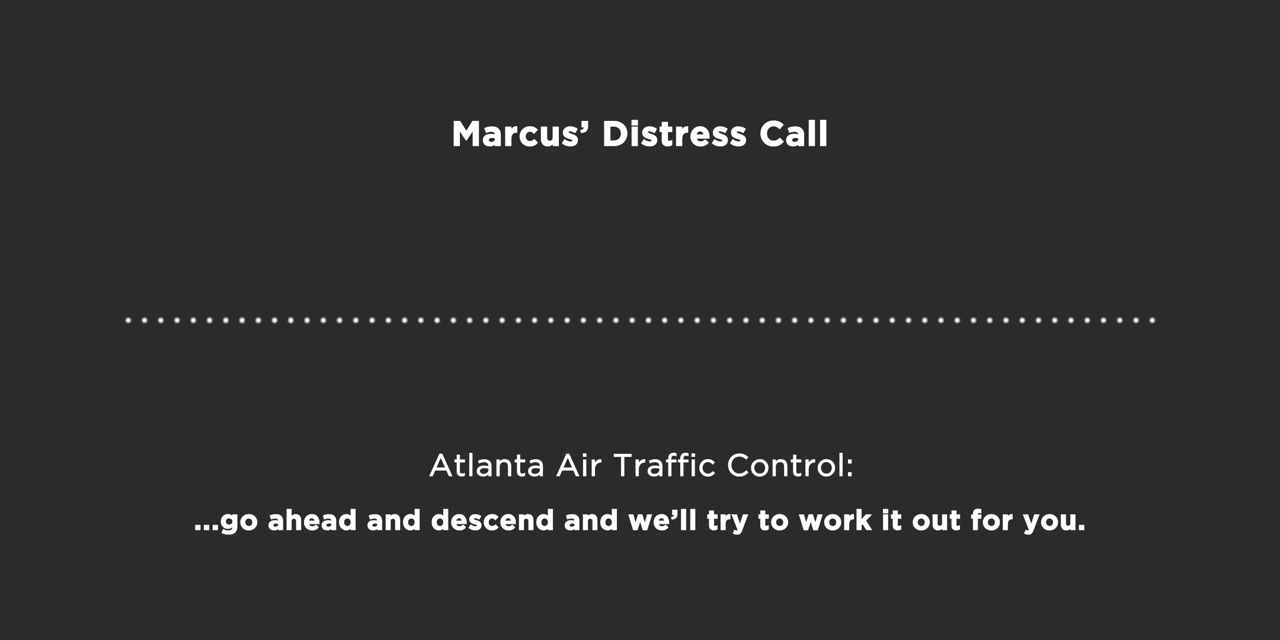 Marcus’ Distress Call
Atlanta Air Traffic Control:
...go ahead and descend and we’ll try to work it out for you.